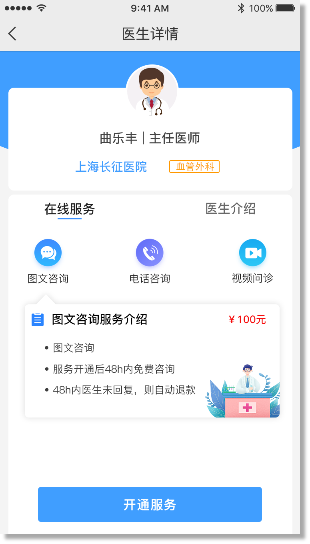 9:41 AM
100%
医生详情
曲乐丰 | 主任医师
上海长征医院 血管外科
在线服务 医生介绍
图文咨询 电话咨询 视频问诊
图文咨询服务介绍 ¥100元
• 图文咨询
• 服务开通后48h内免费咨询
• 48h内医生未回复，则自动退款
开通服务